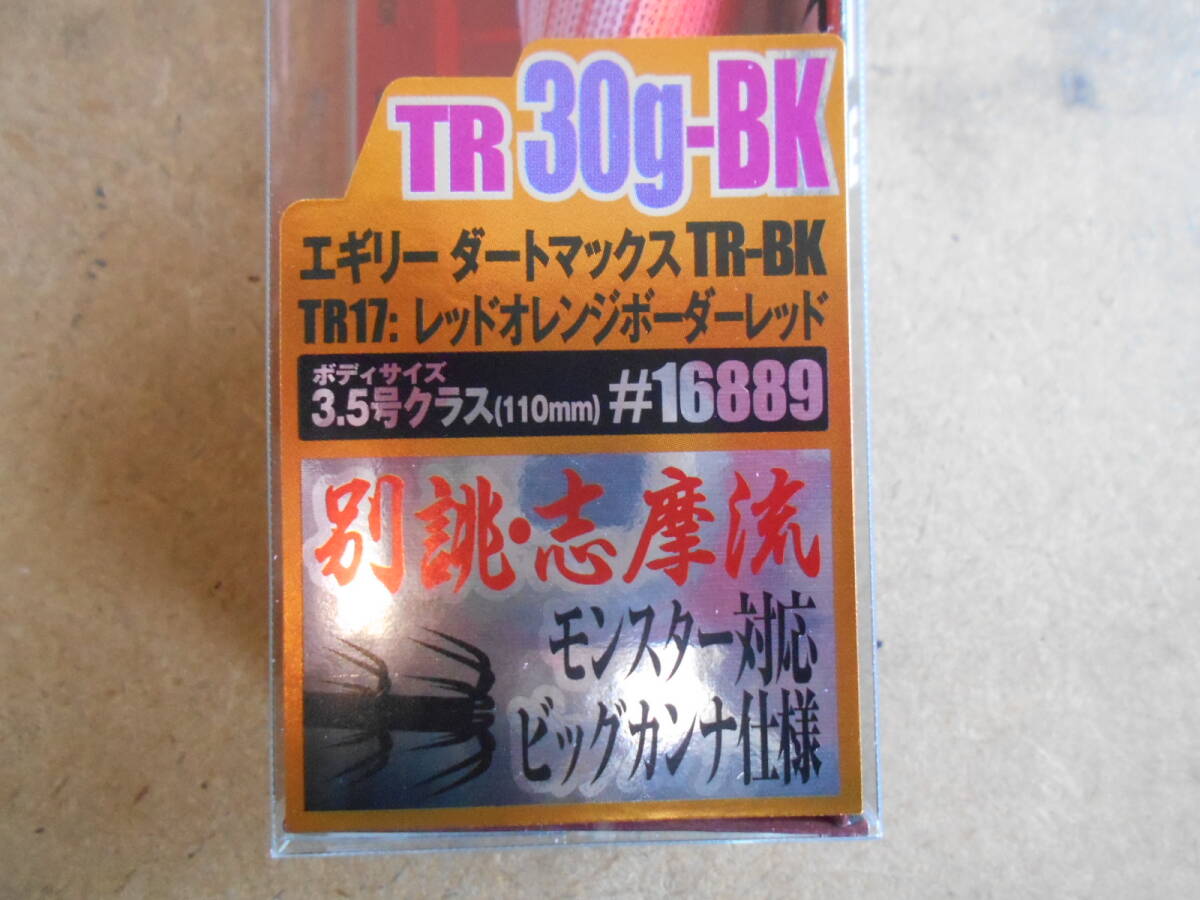 TR 30g-BK
エギリー ダートマックス TR-BK
TR17: レッドオレンジボーダーレッド
ボディサイズ
3.5号クラス(110mm) #16889
別誂・志摩流
モンスター対応
ビッグカンナ仕様